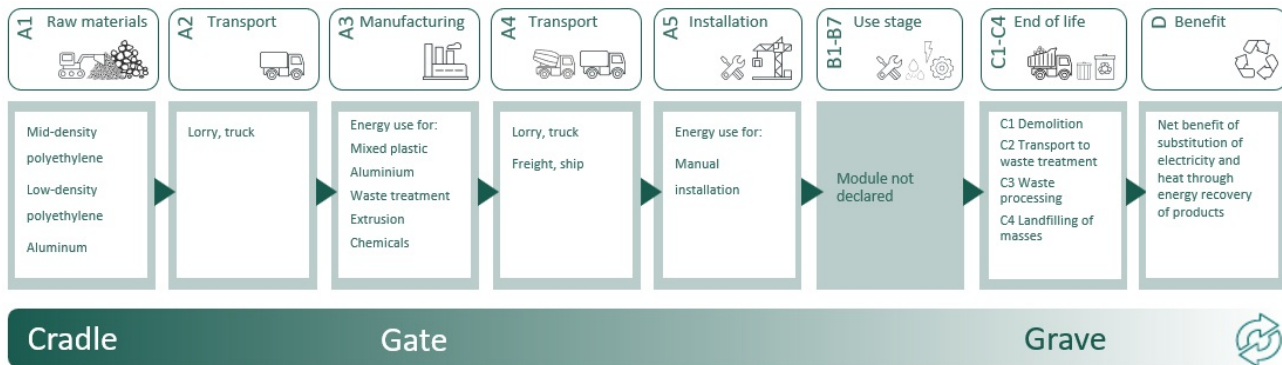 A1 Raw materials
A2 Transport
A3 Manufacturing
A4 Transport
A5 Installation
B1-B7 Use stage
C1-C4 End of life
D Benefit
Mid-density
polyethylene
Low-density
polyethylene
Aluminum
Lorry, truck
Energy use for:
Mixed plastic
Aluminium
Waste treatment
Extrusion
Chemicals
Lorry, truck
Freight, ship
Energy use for:
Manual
installation
Module not
declared
C1 Demolition
C2 Transport to
waste treatment
C3 Waste
processing
C4 Landfilling of
masses
Net benefit of
substitution of
electricity and
heat through
energy recovery
of products
Cradle
Gate
Grave